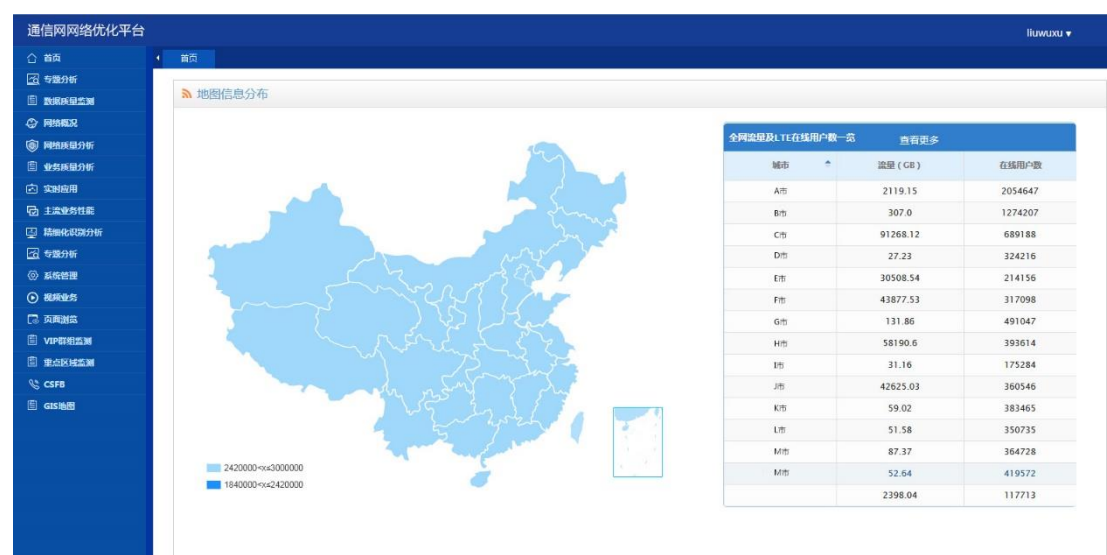 通信网网络优化平台
liuwuxu ▾
首页
专题分析
数据质量监测
网络概况
网络质量分析
业务质量分析
实时应用
主流业务性能
精细化识别分析
专题分析
系统管理
视频业务
页面浏览
VIP群组监测
重点区域监测
CSFB
GIS地图
首页
地图信息分布
2420000<x≤3000000
1840000<x≤2420000
全网流量及LTE在线用户数一览 查看更多
城市 流量 ( GB ) 在线用户数
A市 2119.15 2054647
B市 307.0 1274207
C市 91268.12 689188
D市 27.23 324216
E市 30508.54 214156
F市 43877.53 317098
G市 131.86 491047
H市 58190.6 393614
I市 31.16 175284
J市 42625.03 360546
K市 59.02 383465
L市 51.58 350735
M市 87.37 364728
M市 52.64 419572
2398.04 117713